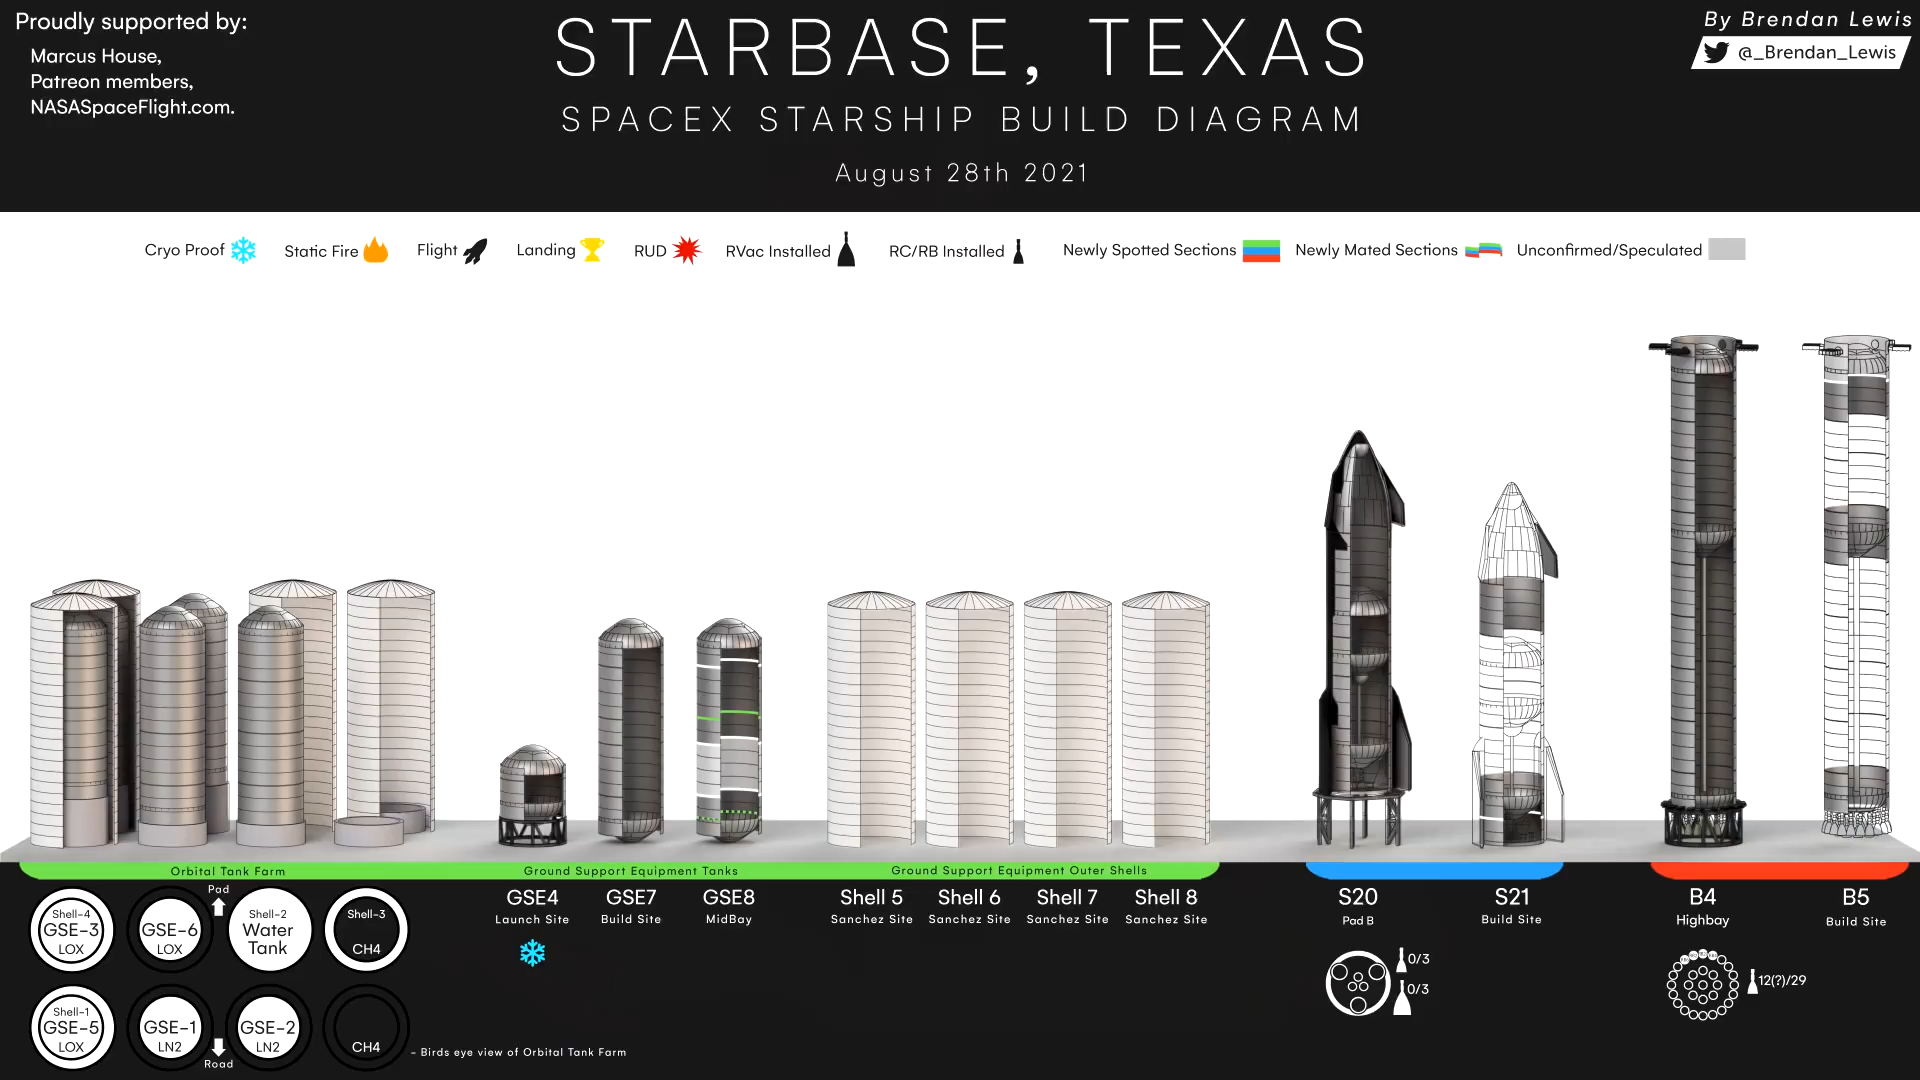 Proudly supported by:
Marcus House,
Patreon members,
NASASpaceFlight.com.
STARBASE, TEXAS
SPACEX STARSHIP BUILD DIAGRAM
August 28th 2021
By Brendan Lewis
@_Brendan_Lewis
Cryo Proof
Static Fire
Flight
Landing
RUD
RVac Installed
RC/RB Installed
Newly Spotted Sections
Newly Mated Sections
Unconfirmed/Speculated
Orbital Tank Farm
Ground Support Equipment Tanks
Ground Support Equipment Outer Shells
Pad
Shell-4
GSE-3
LOX
GSE-6
LOX
Shell-2
Water
Tank
Shell-3
CH4
Shell-1
GSE-5
LOX
GSE-1
LN2
GSE-2
LN2
CH4
Road
- Birds eye view of Orbital Tank Farm
GSE4
Launch Site
GSE7
Build Site
GSE8
MidBay
Shell 5
Sanchez Site
Shell 6
Sanchez Site
Shell 7
Sanchez Site
Shell 8
Sanchez Site
S20
Pad B
0/3
0/3
S21
Build Site
B4
Highbay
12(?)/29
B5
Build Site